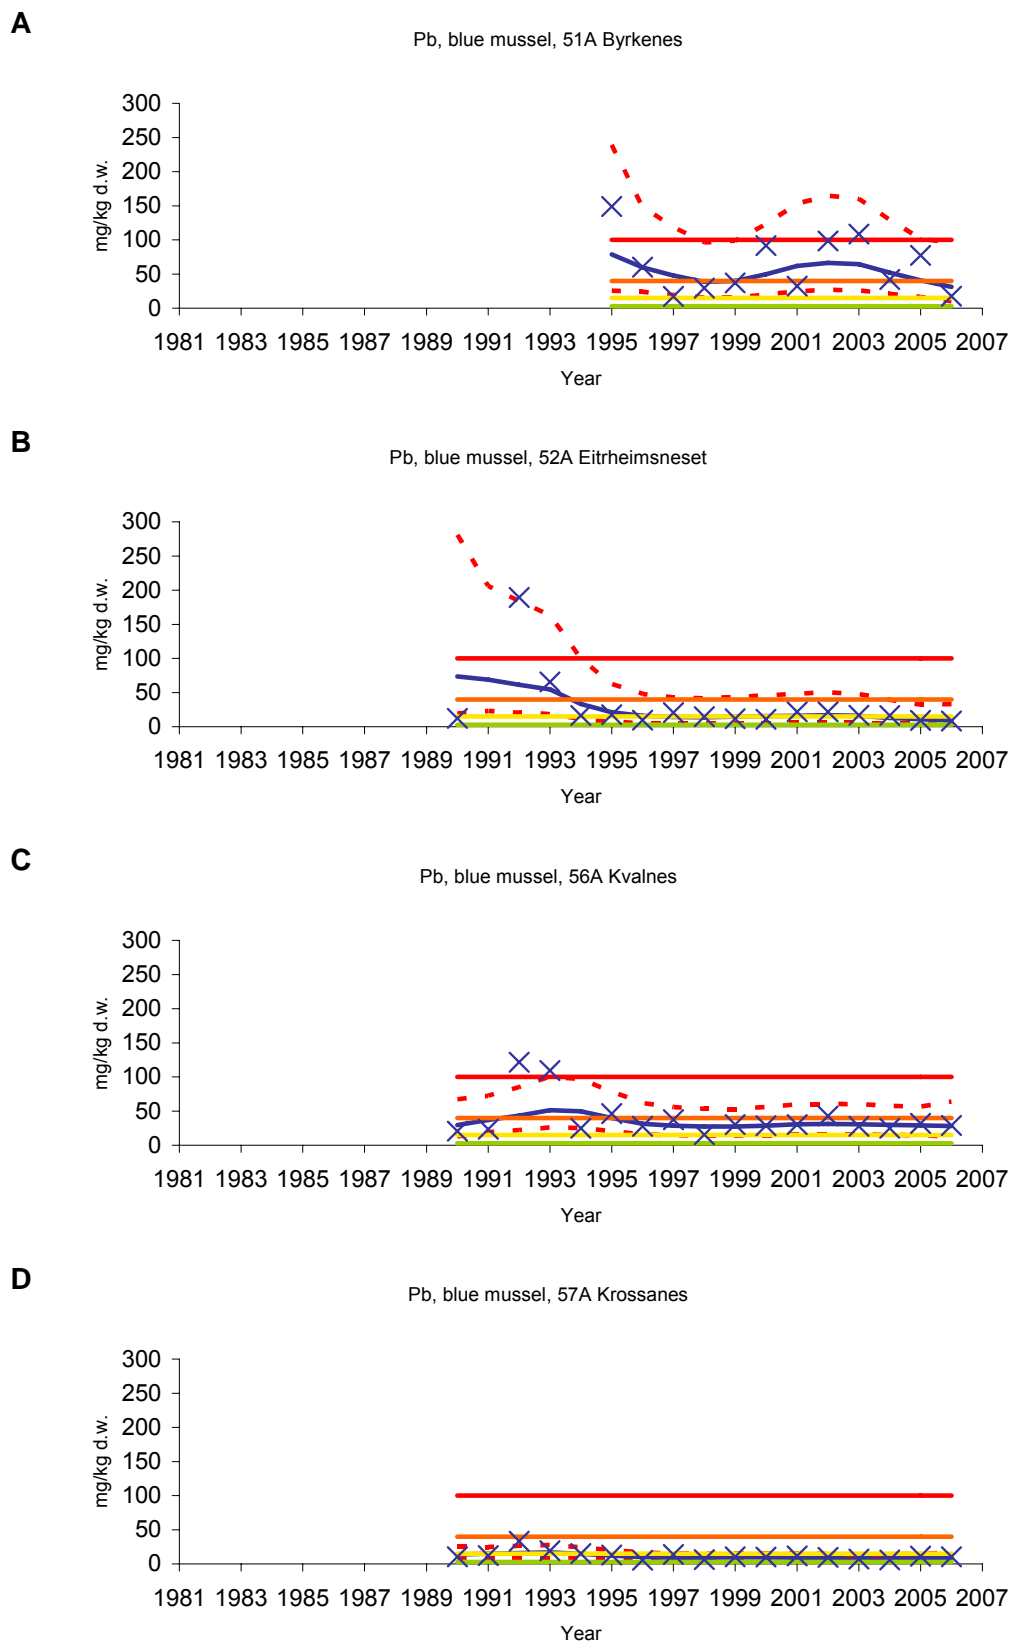 A
Pb, blue mussel, 51A Byrkenes
300
250
200
150
100
50
0
mg/kg d.w.
1981 1983 1985 1987 1989 1991 1993 1995 1997 1999 2001 2003 2005 2007
Year
B
Pb, blue mussel, 52A Eitrheimsneset
300
250
200
150
100
50
0
mg/kg d.w.
1981 1983 1985 1987 1989 1991 1993 1995 1997 1999 2001 2003 2005 2007
Year
C
Pb, blue mussel, 56A Kvalnes
300
250
200
150
100
50
0
mg/kg d.w.
1981 1983 1985 1987 1989 1991 1993 1995 1997 1999 2001 2003 2005 2007
Year
D
Pb, blue mussel, 57A Krossanes
300
250
200
150
100
50
0
mg/kg d.w.
1981 1983 1985 1987 1989 1991 1993 1995 1997 1999 2001 2003 2005 2007
Year